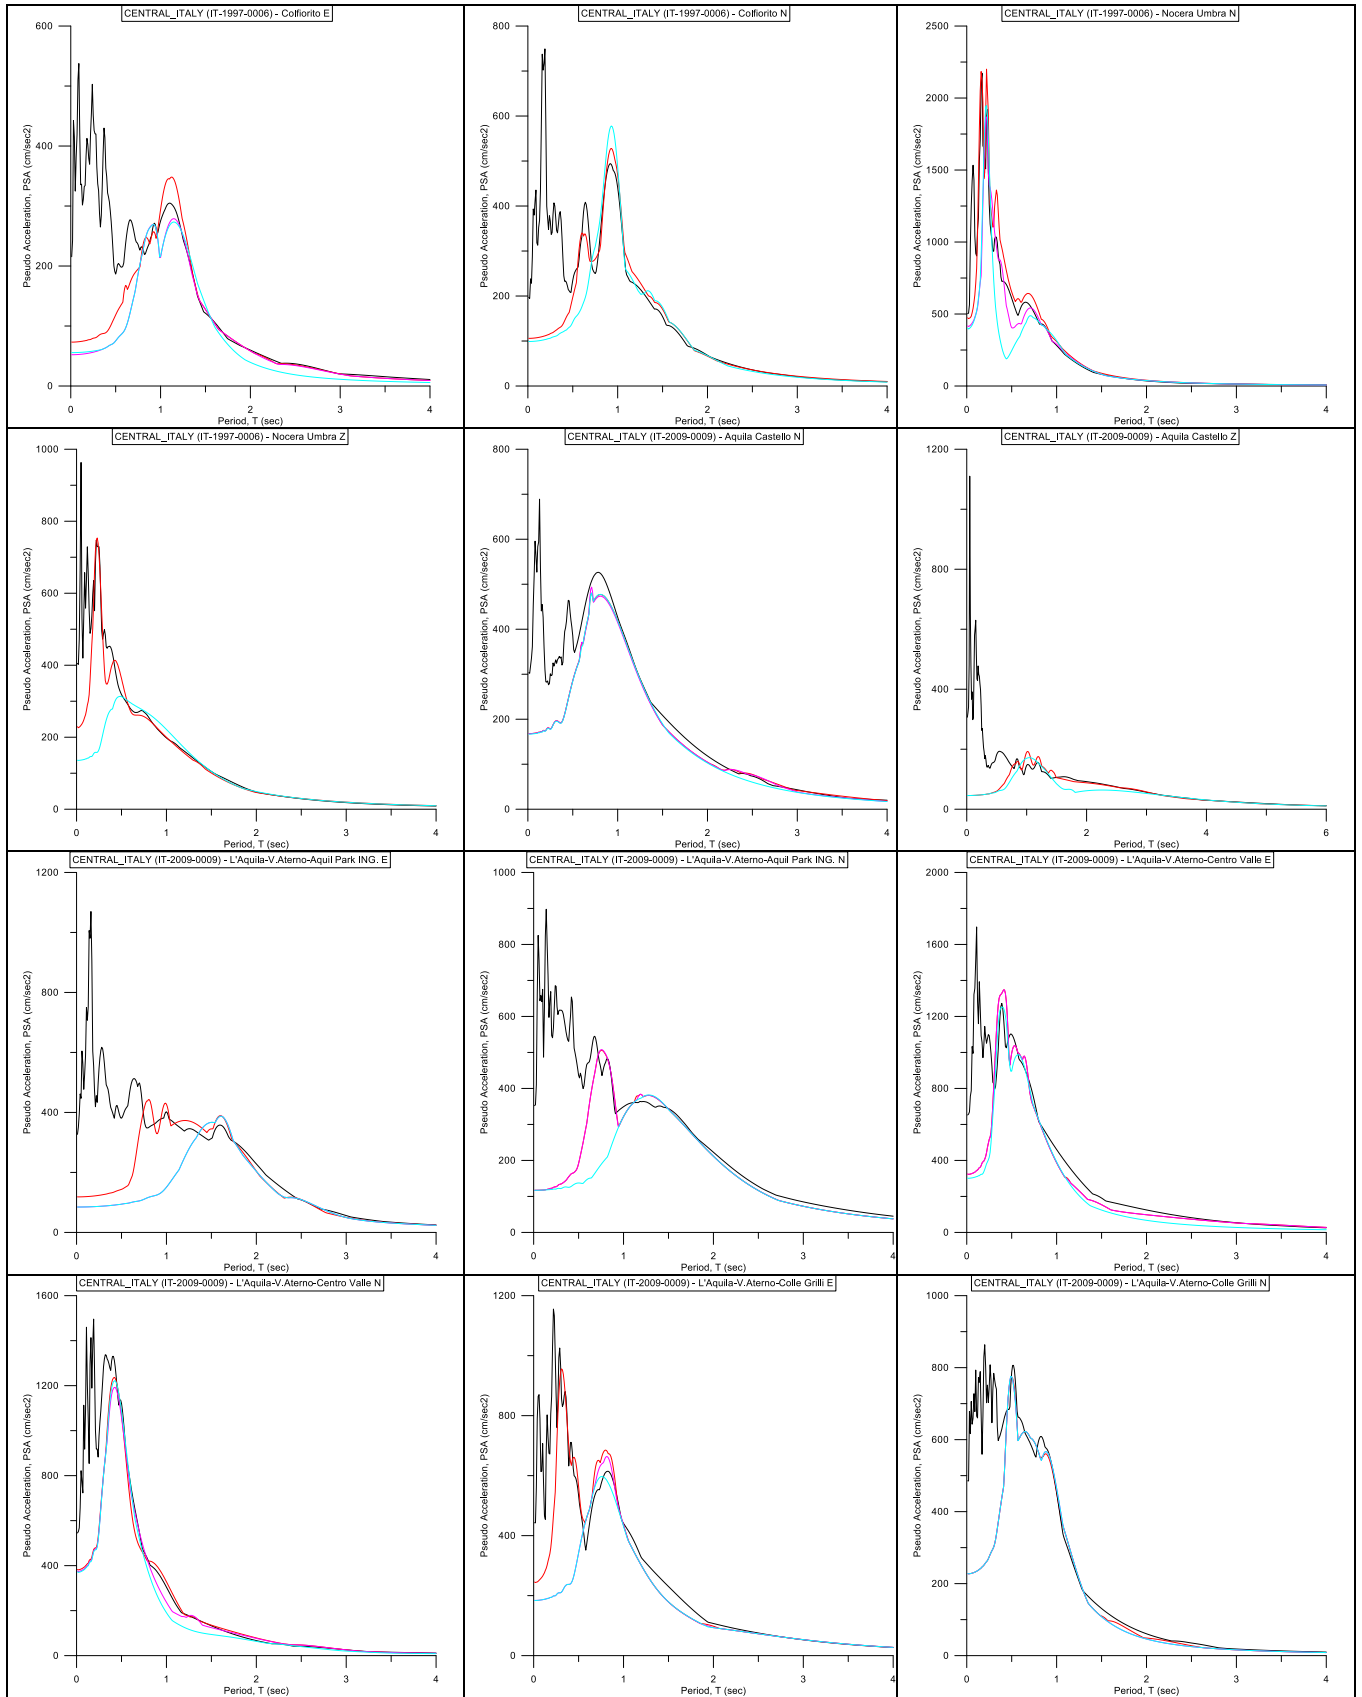 CENTRAL_ITALY (IT-1997-0006) - Colfiorito E
600
400
200
0
Pseudo Acceleration, PSA (cm/sec2)
0 1 2 3 4
Period, T (sec)
CENTRAL_ITALY (IT-1997-0006) - Colfiorito N
800
600
400
200
0
Pseudo Acceleration, PSA (cm/sec2)
0 1 2 3 4
Period, T (sec)
CENTRAL_ITALY (IT-1997-0006) - Nocera Umbra N
2500
2000
1500
1000
500
0
Pseudo Acceleration, PSA (cm/sec2)
0 1 2 3 4
Period, T (sec)
CENTRAL_ITALY (IT-1997-0006) - Nocera Umbra Z
1000
800
600
400
200
0
Pseudo Acceleration, PSA (cm/sec2)
0 1 2 3 4
Period, T (sec)
CENTRAL_ITALY (IT-2009-0009) - Aquila Castello N
800
600
400
200
0
Pseudo Acceleration, PSA (cm/sec2)
0 1 2 3 4
Period, T (sec)
CENTRAL_ITALY (IT-2009-0009) - Aquila Castello Z
1200
800
400
0
Pseudo Acceleration, PSA (cm/sec2)
0 2 4 6
Period, T (sec)
CENTRAL_ITALY (IT-2009-0009) - L'Aquila-V.Aterno-Aquil Park ING. E
1200
800
400
0
Pseudo Acceleration, PSA (cm/sec2)
0 1 2 3 4
Period, T (sec)
CENTRAL_ITALY (IT-2009-0009) - L'Aquila-V.Aterno-Aquil Park ING. N
1000
800
600
400
200
0
Pseudo Acceleration, PSA (cm/sec2)
0 1 2 3 4
Period, T (sec)
CENTRAL_ITALY (IT-2009-0009) - L'Aquila-V.Aterno-Centro Valle E
2000
1600
1200
800
400
0
Pseudo Acceleration, PSA (cm/sec2)
0 1 2 3 4
Period, T (sec)
CENTRAL_ITALY (IT-2009-0009) - L'Aquila-V.Aterno-Centro Valle N
1600
1200
800
400
0
Pseudo Acceleration, PSA (cm/sec2)
0 1 2 3 4
Period, T (sec)
CENTRAL_ITALY (IT-2009-0009) - L'Aquila-V.Aterno-Colle Grilli E
1200
800
400
0
Pseudo Acceleration, PSA (cm/sec2)
0 1 2 3 4
Period, T (sec)
CENTRAL_ITALY (IT-2009-0009) - L'Aquila-V.Aterno-Colle Grilli N
1000
800
600
400
200
0
Pseudo Acceleration, PSA (cm/sec2)
0 1 2 3 4
Period, T (sec)